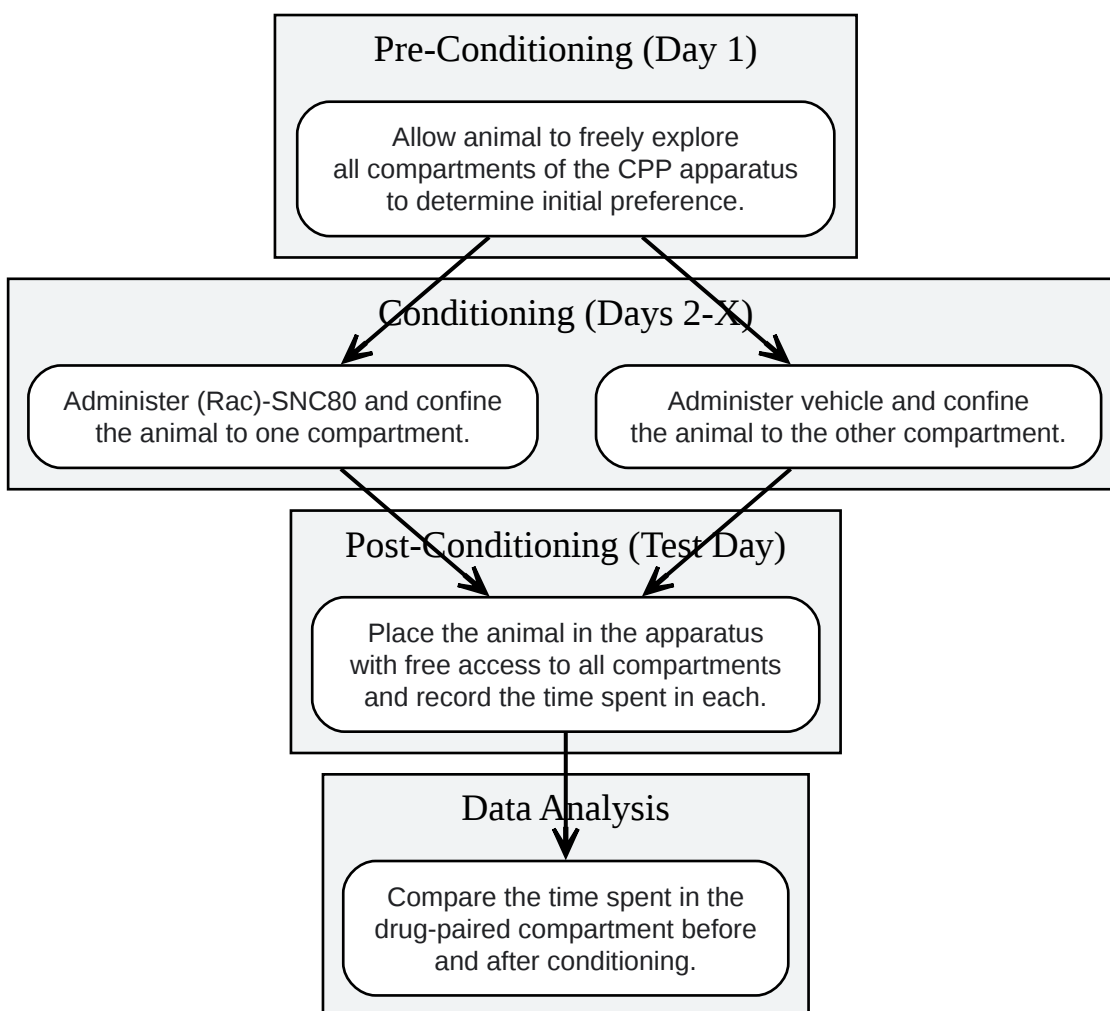 Pre-Conditioning (Day 1)
Allow animal to freely explore
all compartments of the CPP apparatus
to determine initial preference.
Conditioning (Days 2-X)
Administer (Rac)-SNC80 and confine
the animal to one compartment.
Administer vehicle and confine
the animal to the other compartment.
Post-Conditioning (Test Day)
Place the animal in the apparatus
with free access to all compartments
and record the time spent in each.
Data Analysis
Compare the time spent in the
drug-paired compartment before
and after conditioning.